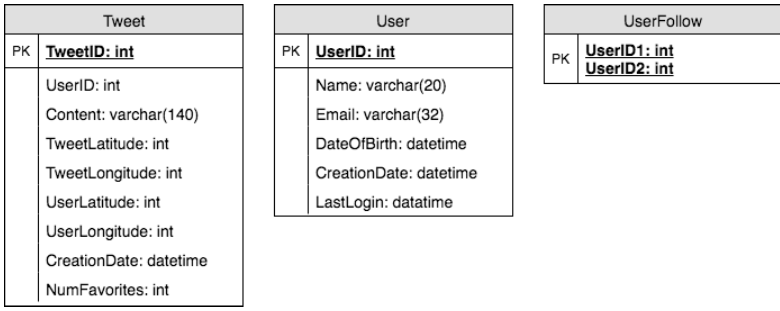 Tweet
PK TweetID: int
UserID: int
Content: varchar(140)
TweetLatitude: int
TweetLongitude: int
UserLatitude: int
UserLongitude: int
CreationDate: datetime
NumFavorites: int
User
PK UserID: int
Name: varchar(20)
Email: varchar(32)
DateOfBirth: datetime
CreationDate: datetime
LastLogin: datatime
UserFollow
PK UserID1: int
UserID2: int